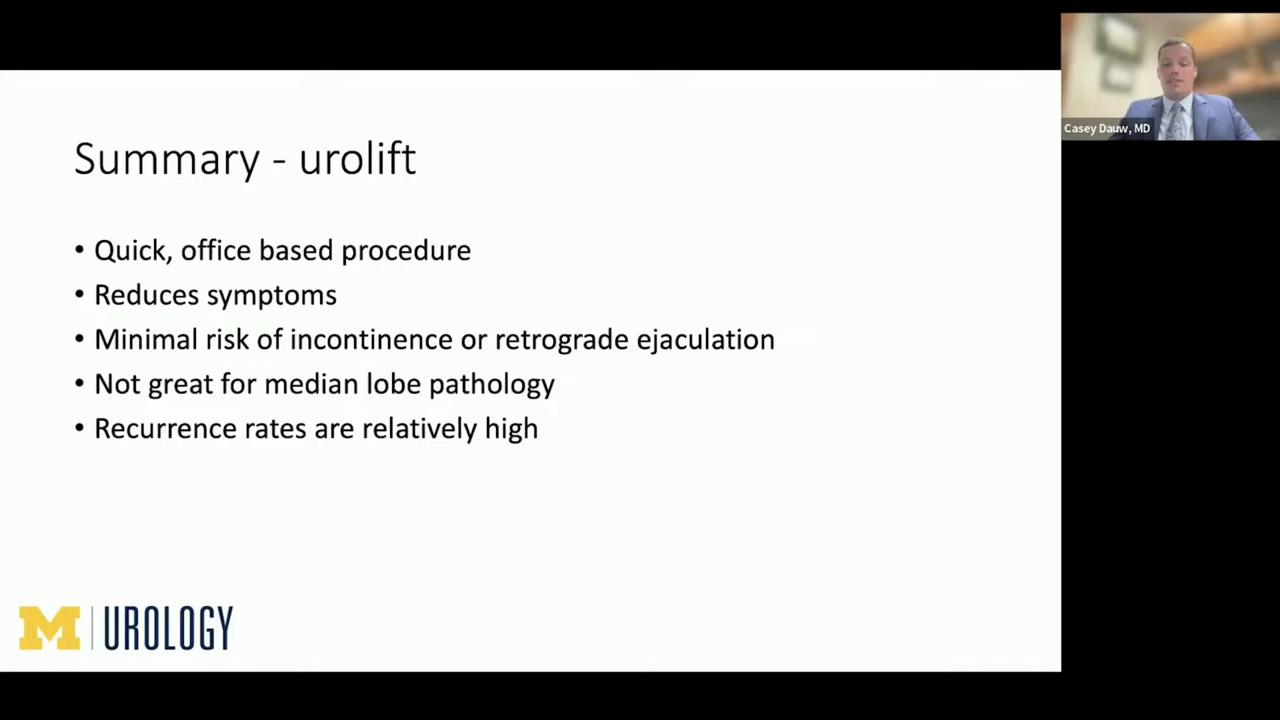 Summary - urolift
• Quick, office based procedure
• Reduces symptoms
• Minimal risk of incontinence or retrograde ejaculation
• Not great for median lobe pathology
• Recurrence rates are relatively high
M | UROLOGY
Casey Dauw, MD